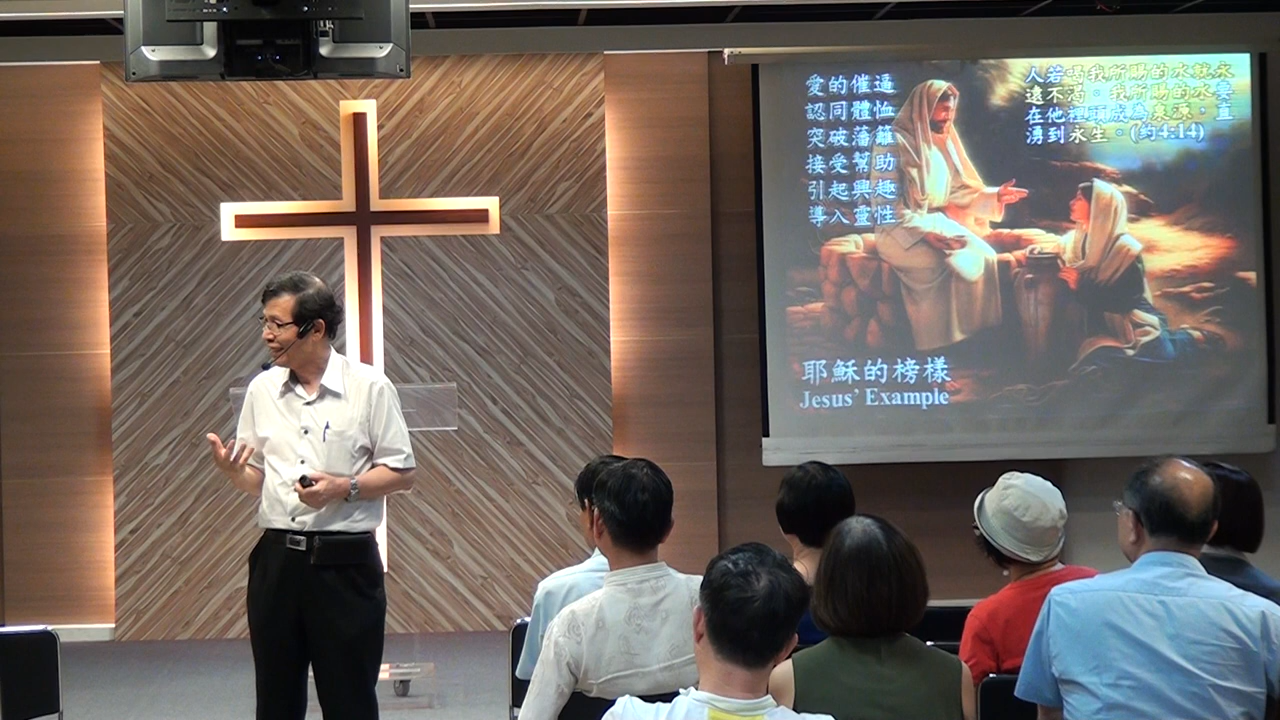 愛的催逼
認同體恤
突破藩籬
接受幫助
引起興趣
導入靈性
人若喝我所賜的水就永
遠不渴。我所賜的水要
在他裡頭成為泉源，直
湧到永生。(約4:14)
耶穌的榜樣
Jesus' Example